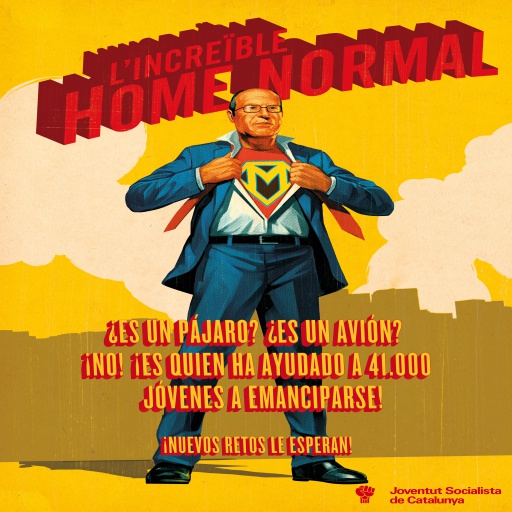 L'INCREÏBLE
HOME NORMAL
M
¿ES UN PÁJARO? ¿ES UN AVIÓN?
¡NO! ¡ES QUIEN HA AYUDADO A 41.000
JÓVENES A EMANCIPARSE!
¡NUEVOS RETOS LE ESPERAN!
Joventut Socialista
de Catalunya